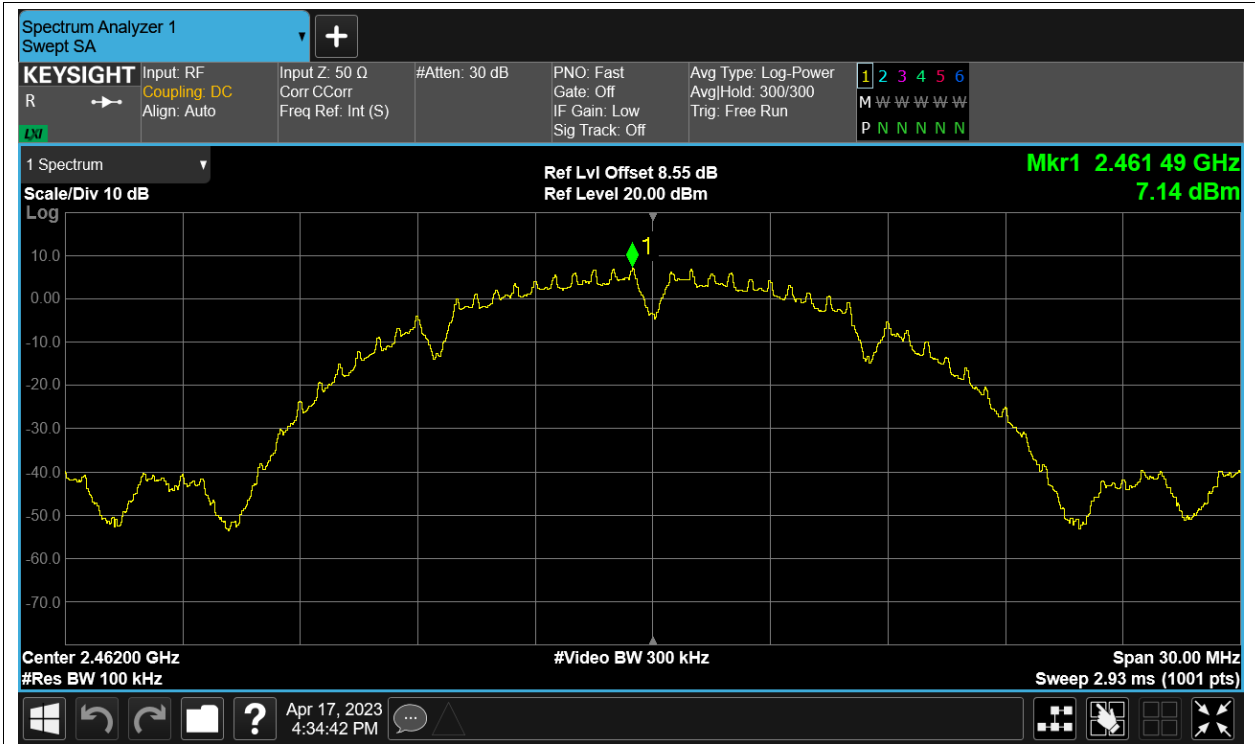 Spectrum Analyzer 1
Swept SA
+
KEYSIGHT
R
LXI
Input: RF
Coupling: DC
Align: Auto
Input Z: 50 Ω
Corr CCorr
Freq Ref: Int (S)
#Atten: 30 dB
PNO: Fast
Gate: Off
IF Gain: Low
Sig Track: Off
Avg Type: Log-Power
Avg|Hold: 300/300
Trig: Free Run
1 2 3 4 5 6
M W W W W W
P N N N N N
1 Spectrum
Scale/Div 10 dB
Log
Ref Lvl Offset 8.55 dB
Ref Level 20.00 dBm
Mkr1 2.461 49 GHz
7.14 dBm
1
10.0
0.00
-10.0
-20.0
-30.0
-40.0
-50.0
-60.0
-70.0
Center 2.46200 GHz
#Res BW 100 kHz
#Video BW 300 kHz
Span 30.00 MHz
Sweep 2.93 ms (1001 pts)
?
Apr 17, 2023
4:34:42 PM